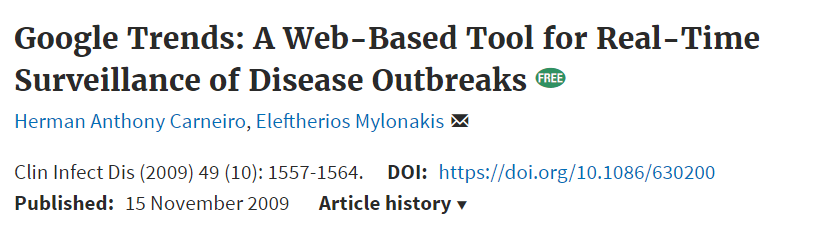 Google Trends: A Web-Based Tool for Real-Time
Surveillance of Disease Outbreaks FREE
Herman Anthony Carneiro, Eleftherios Mylonakis
Clin Infect Dis (2009) 49 (10): 1557-1564. DOI: https://doi.org/10.1086/630200
Published: 15 November 2009 Article history